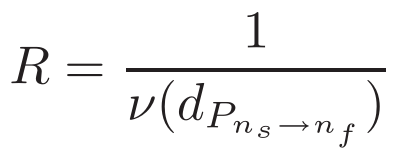 R = \frac{1}{\nu(d_{P_{n_s \to n_f}})}